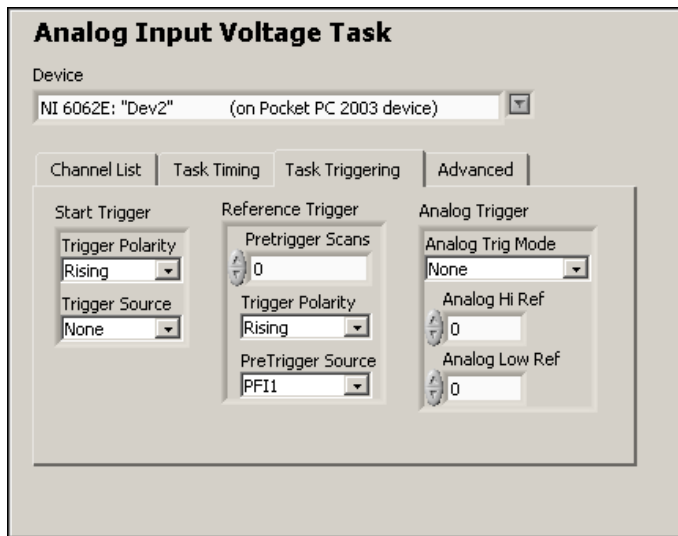 Analog Input Voltage Task
Device
NI 6062E: "Dev2" (on Pocket PC 2003 device)
Channel List Task Timing Task Triggering Advanced
Start Trigger
Trigger Polarity
Rising
Trigger Source
None
Reference Trigger
Pretrigger Scans
0
Trigger Polarity
Rising
PreTrigger Source
PFI1
Analog Trigger
Analog Trig Mode
None
Analog Hi Ref
0
Analog Low Ref
0